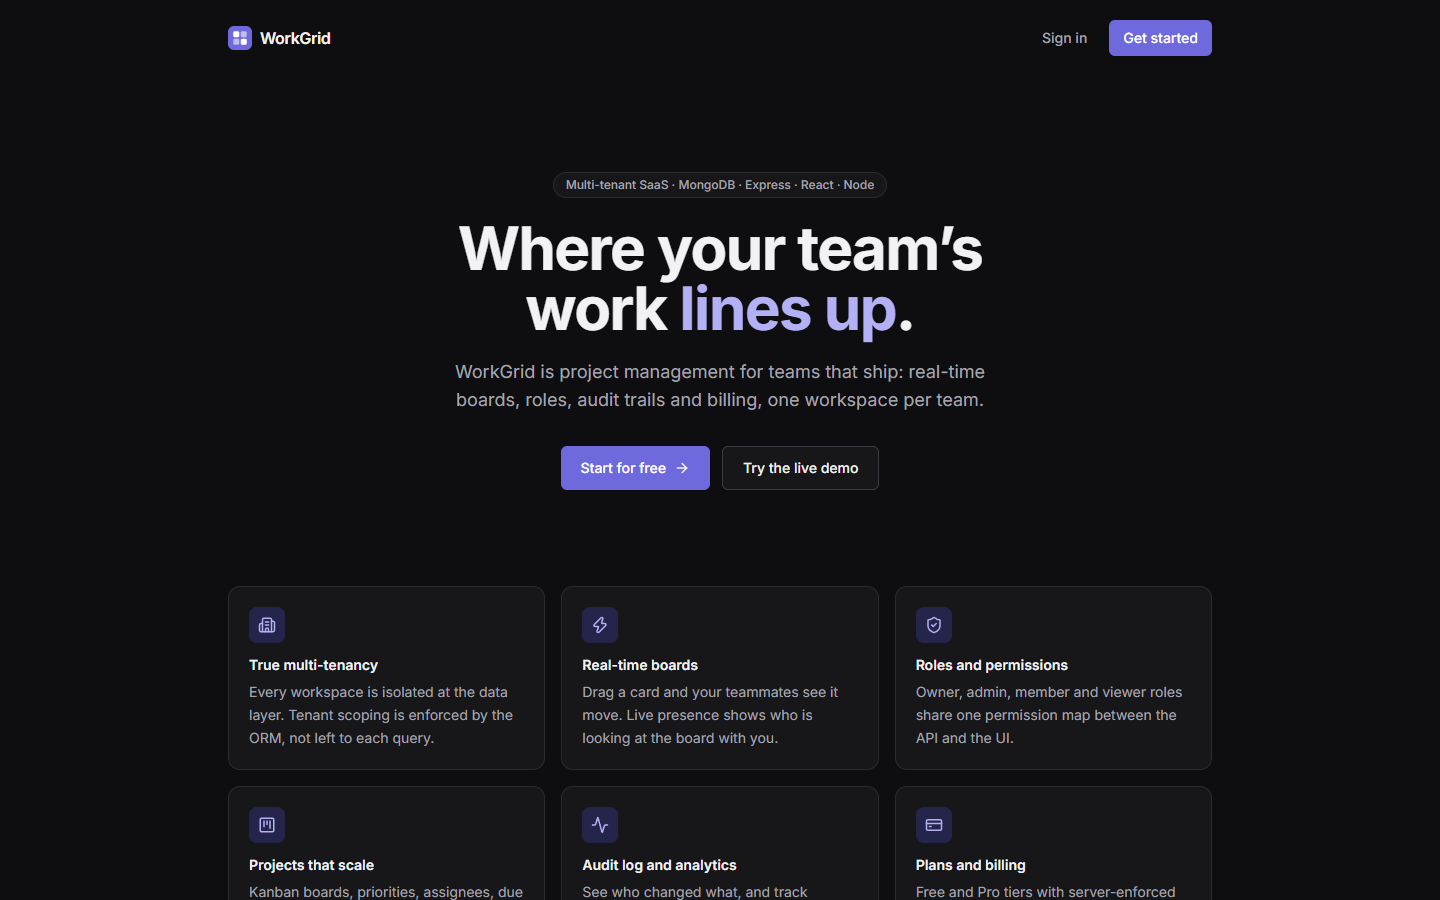 WorkGrid
Sign in
Get started
Multi-tenant SaaS · MongoDB · Express · React · Node
Where your team’s
work lines up.
WorkGrid is project management for teams that ship: real-time
boards, roles, audit trails and billing, one workspace per team.
Start for free
Try the live demo
True multi-tenancy
Every workspace is isolated at the data
layer. Tenant scoping is enforced by the
ORM, not left to each query.
Real-time boards
Drag a card and your teammates see it
move. Live presence shows who is
looking at the board with you.
Roles and permissions
Owner, admin, member and viewer roles
share one permission map between the
API and the UI.
Projects that scale
Kanban boards, priorities, assignees, due
Audit log and analytics
See who changed what, and track
Plans and billing
Free and Pro tiers with server-enforced